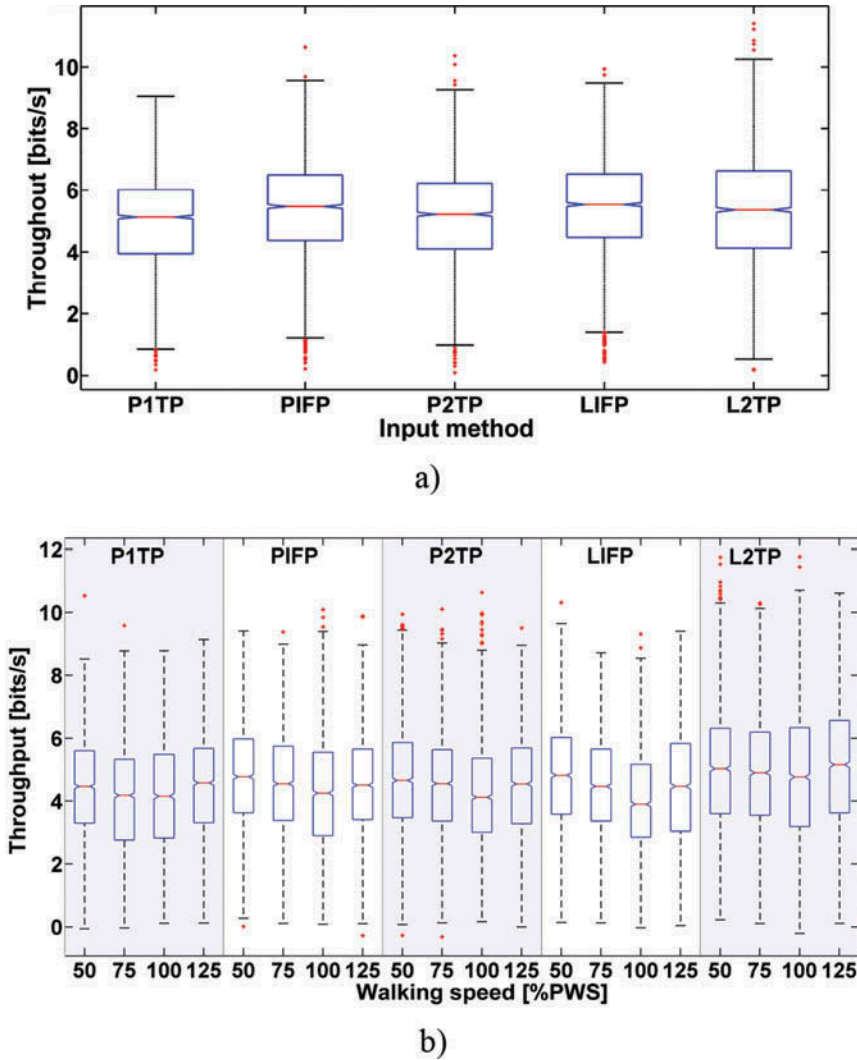 Throughout [bits/s]
10
8
6
4
2
0
P1TP PIFP P2TP LIFP L2TP
Input method
a)
Throughput [bits/s]
12
10
8
6
4
2
0
P1TP PIFP P2TP LIFP L2TP
50 75 100 125 50 75 100 125 50 75 100 125 50 75 100 125 50 75 100 125
Walking speed [%PWS]
b)